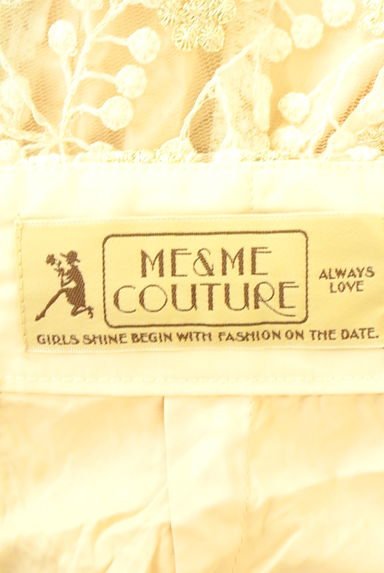 ME&ME
COUTURE
ALWAYS
LOVE
GIRLS SHINE BEGIN WITH FASHION ON THE DATE.